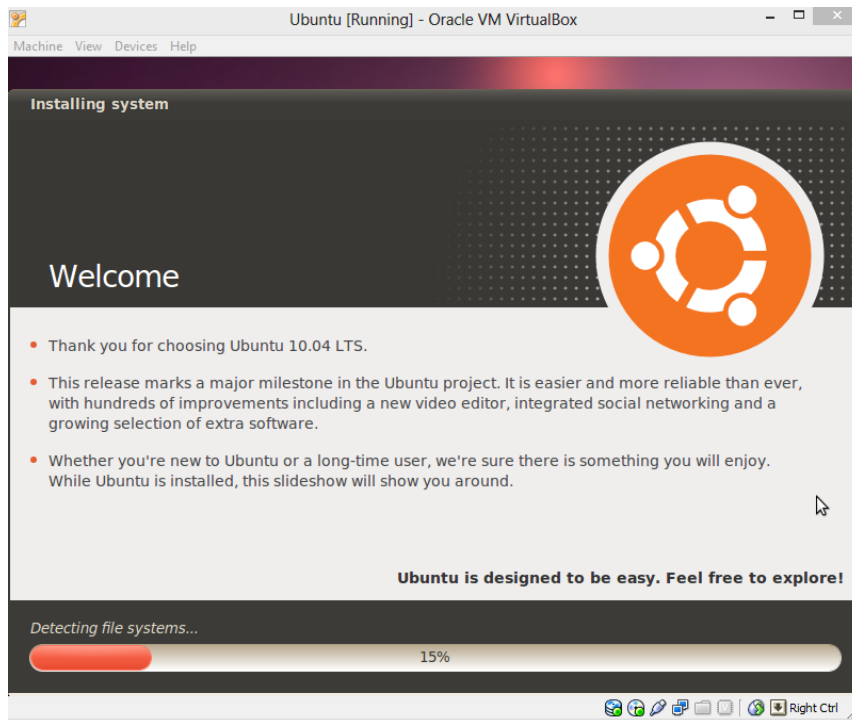 Ubuntu [Running] - Oracle VM VirtualBox
Machine View Devices Help
Installing system
Welcome
Thank you for choosing Ubuntu 10.04 LTS.
This release marks a major milestone in the Ubuntu project. It is easier and more reliable than ever,
with hundreds of improvements including a new video editor, integrated social networking and a
growing selection of extra software.
Whether you're new to Ubuntu or a long-time user, we're sure there is something you will enjoy.
While Ubuntu is installed, this slideshow will show you around.
Ubuntu is designed to be easy. Feel free to explore!
Detecting file systems...
15%
Right Ctrl